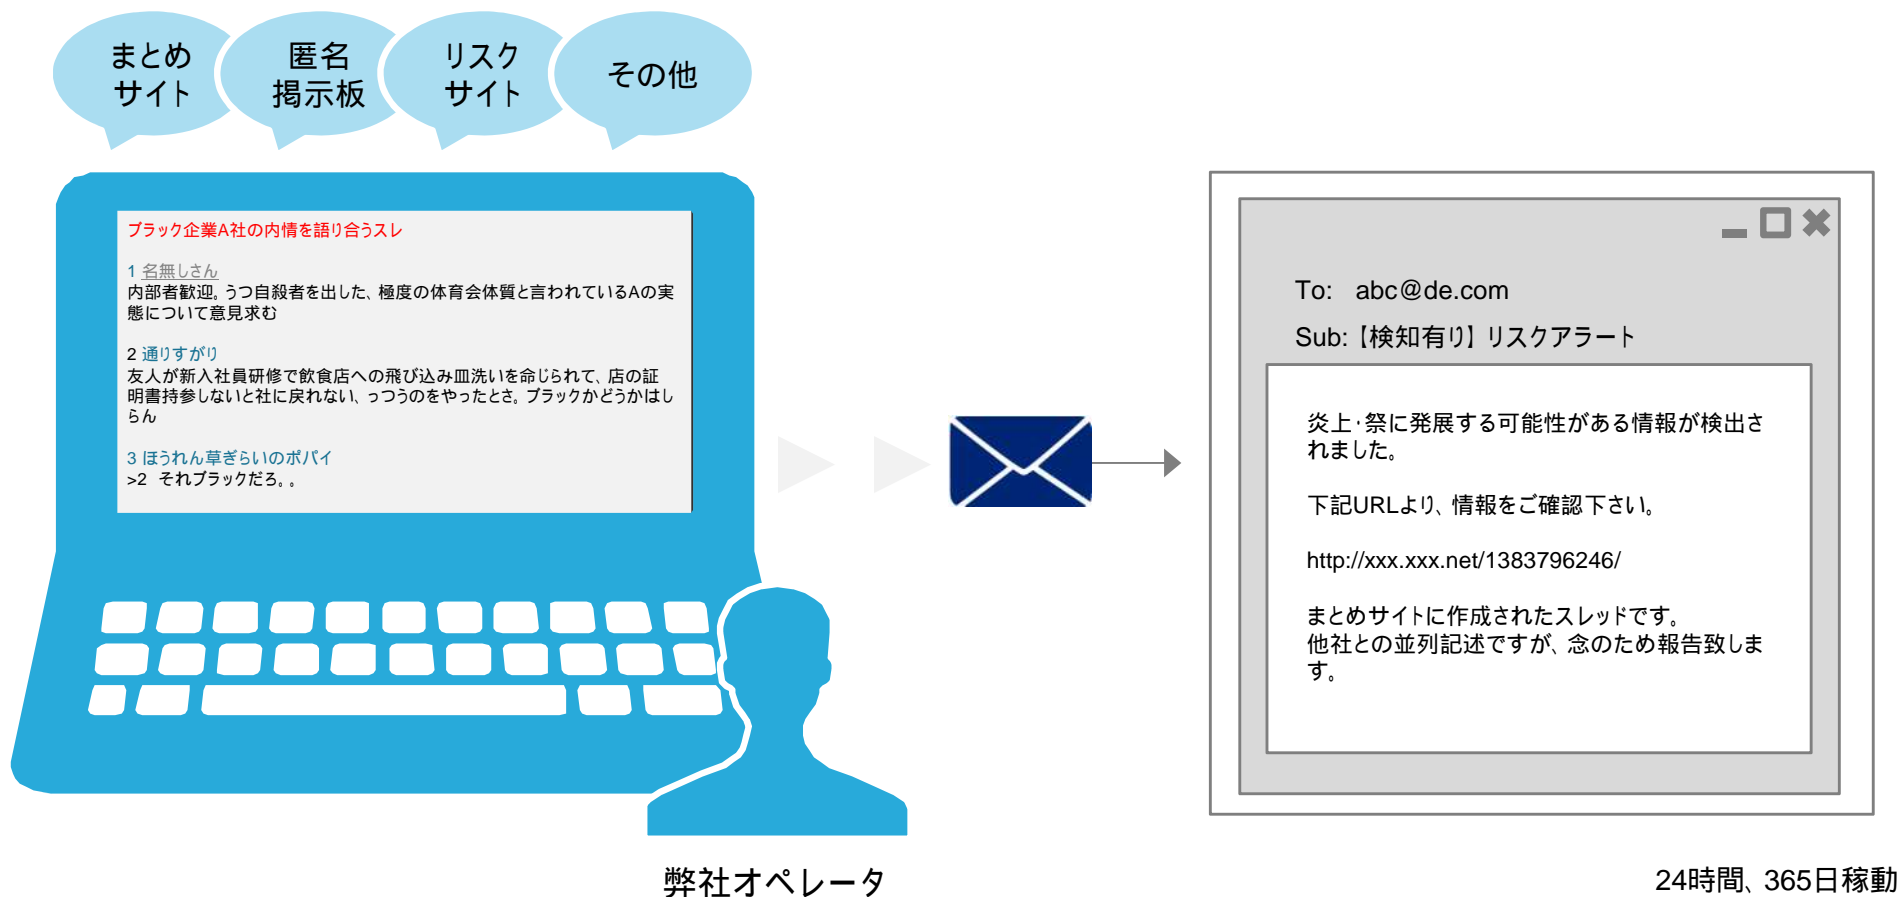 まとめ
サイト
匿名
掲示板
リスク
サイト
その他
ブラック企業A社の内情を語り合うスレ
1 名無しさん
内部者歓迎。うつ自殺者を出した、極度の体育会体質と言われているAの実
態について意見求む
2 通りすがり
友人が新入社員研修で飲食店への飛び込み皿洗いを命じられて、店の証
明書持参しないと社に戻れない、っつうのをやったとさ。ブラックかどうかはし
らん
3 ほうれん草ぎらいのポパイ
>2 それブラックだろ。。
To: abc@de.com
Sub:【検知有り】リスクアラート
炎上・祭に発展する可能性がある情報が検出さ
れました。
下記URLより、情報をご確認下さい。
http://xxx.xxx.net/1383796246/
まとめサイトに作成されたスレッドです。
他社との並列記述ですが、念のため報告致しま
す。
弊社オペレータ
24時間、365日稼動